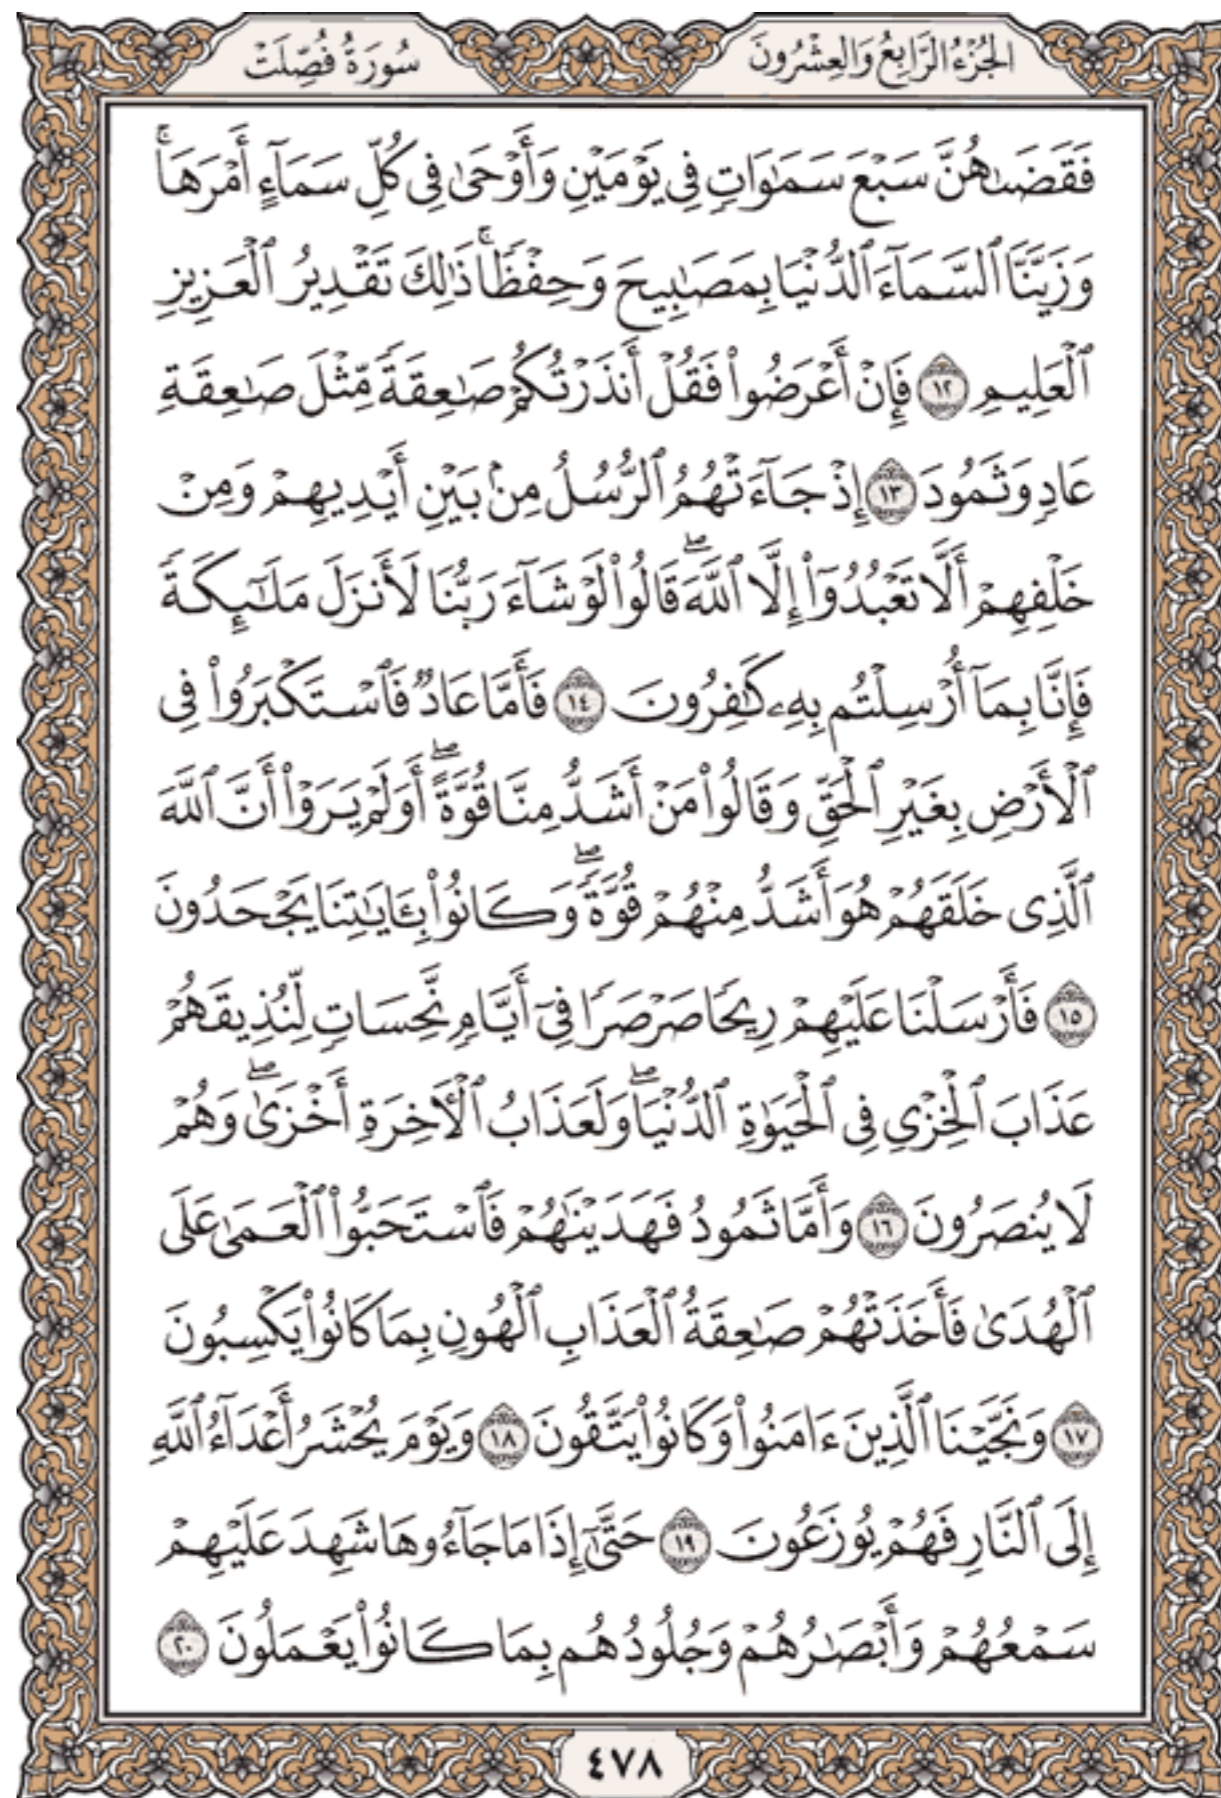 الجُزْءُ الرَّابِعُ وَالعِشْرُونَ
سُورَةُ فُصِّلَتْ
فَقَضَىٰهُنَّ سَبْعَ سَمَٰوَاتٖ فِي يَوۡمَيۡنِ وَأَوۡحَىٰ فِي كُلِّ سَمَآءٍ أَمۡرَهَاۚ
وَزَيَّنَّا ٱلسَّمَآءَ ٱلدُّنۡيَا بِمَصَٰبِيحَ وَحِفۡظٗاۚ ذَٰلِكَ تَقۡدِيرُ ٱلۡعَزِيزِ
ٱلۡعَلِيمِ ١٢ فَإِنۡ أَعۡرَضُواْ فَقُلۡ أَنذَرۡتُكُمۡ صَٰعِقَةٗ مِّثۡلَ صَٰعِقَةِ
عَادٖ وَثَمُودَ ١٣ إِذۡ جَآءَتۡهُمُ ٱلرُّسُلُ مِنۢ بَيۡنِ أَيۡدِيهِمۡ وَمِنۡ
خَلۡفِهِمۡ أَلَّا تَعۡبُدُوٓاْ إِلَّا ٱللَّهَۖ قَالُواْ لَوۡ شَآءَ رَبُّنَا لَأَنزَلَ مَلَٰٓئِكَةٗ
فَإِنَّا بِمَآ أُرۡسِلۡتُم بِهِۦ كَٰفِرُونَ ١٤ فَأَمَّا عَادٞ فَٱسۡتَكۡبَرُواْ فِي
ٱلۡأَرۡضِ بِغَيۡرِ ٱلۡحَقِّ وَقَالُواْ مَنۡ أَشَدُّ مِنَّا قُوَّةًۖ أَوَلَمۡ يَرَوۡاْ أَنَّ ٱللَّهَ
ٱلَّذِي خَلَقَهُمۡ هُوَ أَشَدُّ مِنۡهُمۡ قُوَّةٗۖ وَكَانُواْ بِـَٔايَٰتِنَا يَجۡحَدُونَ
١٥ فَأَرۡسَلۡنَا عَلَيۡهِمۡ رِيحٗا صَرۡصَرٗا فِيٓ أَيَّامٖ نَّحِسَاتٖ لِّنُذِيقَهُمۡ
عَذَابَ ٱلۡخِزۡيِ فِي ٱلۡحَيَوٰةِ ٱلدُّنۡيَاۖ وَلَعَذَابُ ٱلۡأٓخِرَةِ أَخۡزَىٰۖ وَهُمۡ
لَا يُنصَرُونَ ١٦ وَأَمَّا ثَمُودُ فَهَدَيۡنَٰهُمۡ فَٱسۡتَحَبُّواْ ٱلۡعَمَىٰ عَلَى
ٱلۡهُدَىٰ فَأَخَذَتۡهُمۡ صَٰعِقَةُ ٱلۡعَذَابِ ٱلۡهُونِ بِمَا كَانُواْ يَكۡسِبُونَ
١٧ وَنَجَّيۡنَا ٱلَّذِينَ ءَامَنُواْ وَكَانُواْ يَتَّقُونَ ١٨ وَيَوۡمَ يُحۡشَرُ أَعۡدَآءُ ٱللَّهِ
إِلَى ٱلنَّارِ فَهُمۡ يُوزَعُونَ ١٩ حَتَّىٰٓ إِذَا مَا جَآءُوهَا شَهِدَ عَلَيۡهِمۡ
سَمۡعُهُمۡ وَأَبۡصَٰرُهُمۡ وَجُلُودُهُم بِمَا كَانُواْ يَعۡمَلُونَ ٢٠
٤٧٨